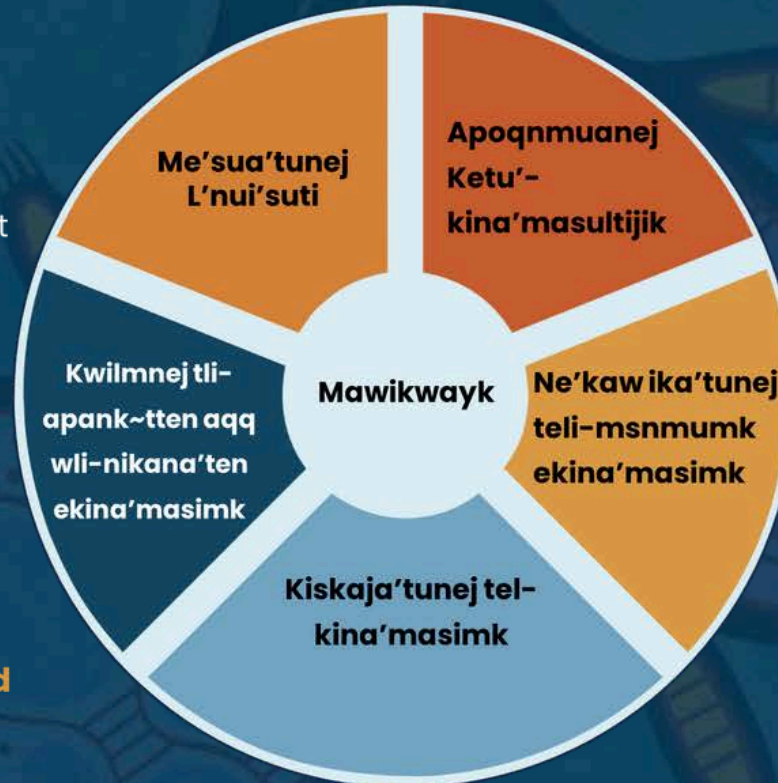 Me’sua’tunej
L’nui’suti
Apoqnmuanej
Ketu’-
kina’masultijik
Kwilmnej tli-
apank~tten aqq
wli-nikana’ten
ekina’masimk
Mawikwayk
Ne’kaw ika’tunej
teli-msnmumk
ekina’masimk
Kiskaja’tunej tel-
kina’masimk